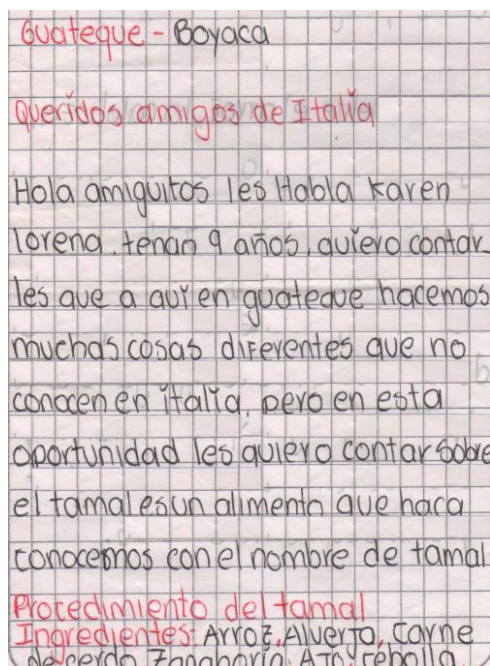 Guateque - Boyaca
Queridos amigos de Italia
Hola amiguitos les Habla Karen
lorena. tengo 9 años, quiero contar
les que a quí en guateque hacemos
muchas cosas diferentes que no
conocen en italia, pero en esta
oportunidad les quiero contar sobre
el tamal es un alimento que haca
conocemos con el nombre de tamal
Procedimiento del tamal
Ingredientes: Arroz, Alverja, Carne
de cerdo Zanahoria, Ajo, cebolla